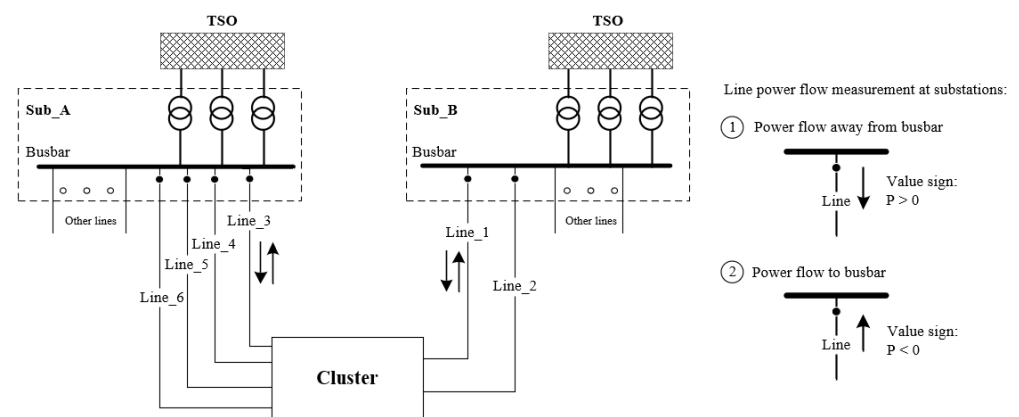 TSO
TSO
Sub_A
Busbar
Other lines
Line_3
Line_4
Line_5
Line_6
Sub_B
Busbar
Other lines
Line_1
Line_2
Cluster
Line power flow measurement at substations:
1 Power flow away from busbar
Line
Value sign:
P > 0
2 Power flow to busbar
Line
Value sign:
P < 0